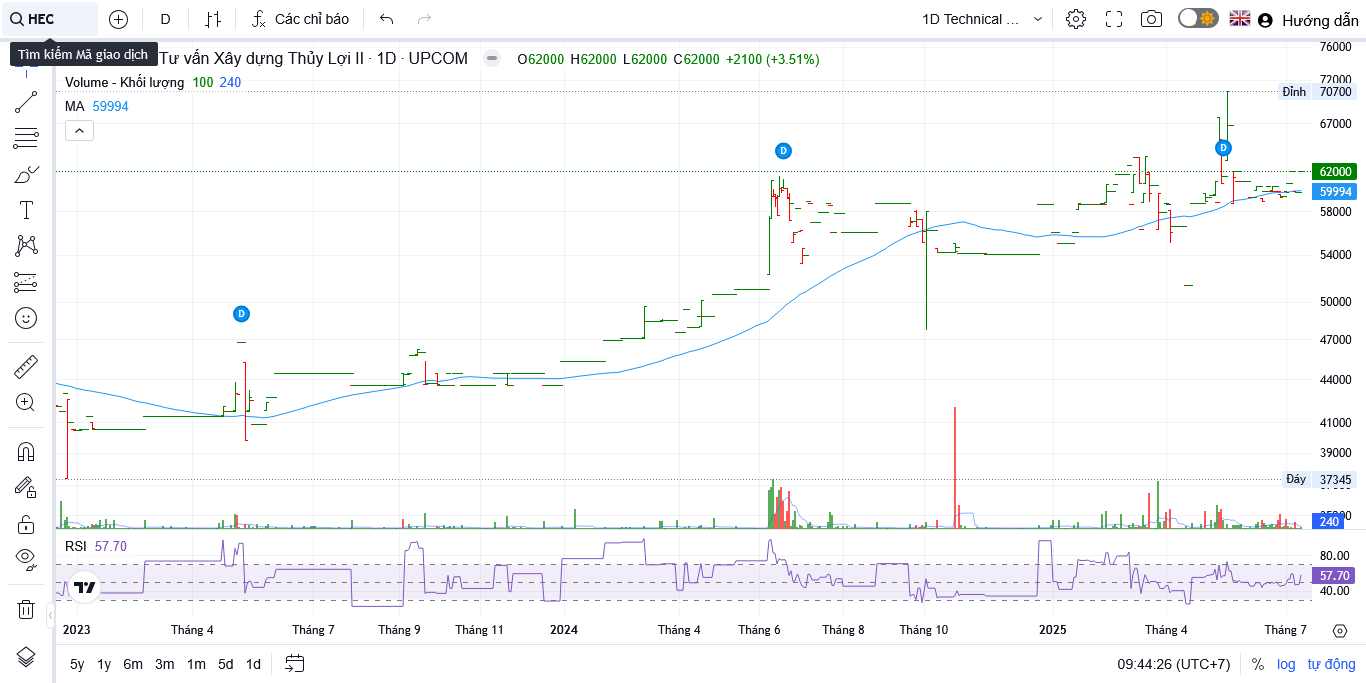 HEC
D
Các chỉ báo
1D Technical ...
Hướng dẫn
Tìm kiếm Mã giao dịch
Tư vấn Xây dựng Thủy Lợi II · 1D · UPCOM
O62000 H62000 L62000 C62000 +2100 (+3.51%)
Volume - Khối lượng 100 240
MA 59994
76000
72000
Đỉnh 70700
67000
62000
59994
58000
54000
50000
47000
44000
41000
39000
Đáy 37345
240
D
D
D
RSI 57.70
80.00
57.70
40.00
2023 Tháng 4 Tháng 7 Tháng 9 Tháng 11 2024 Tháng 4 Tháng 6 Tháng 8 Tháng 10 2025 Tháng 4 Tháng 7
5y 1y 6m 3m 1m 5d 1d
09:44:26 (UTC+7) % log tự động